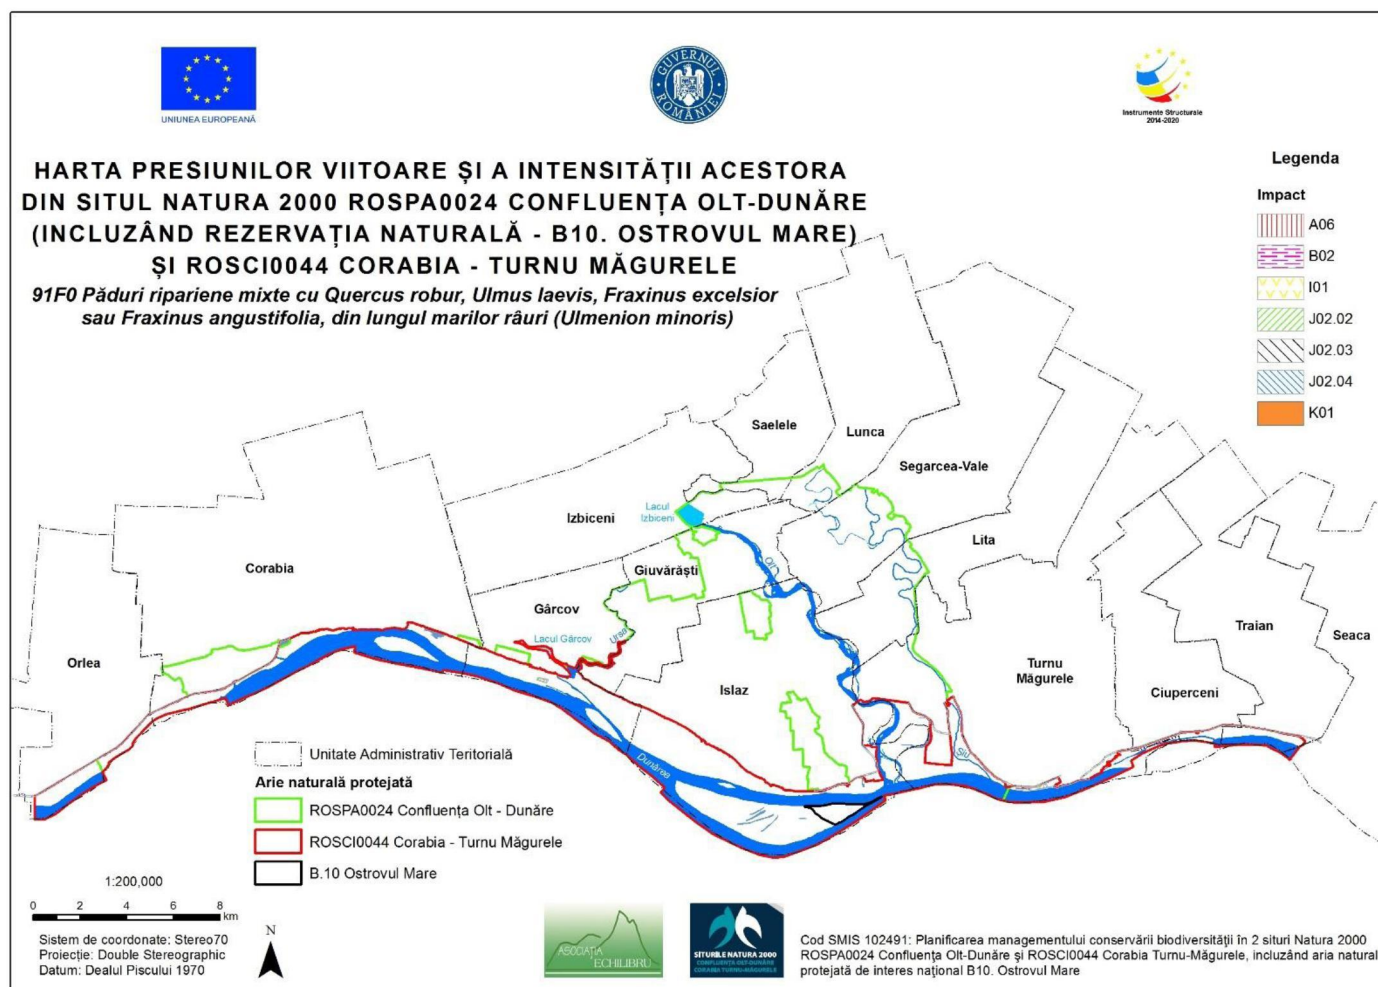 UNIUNEA EUROPEANĂ
GUVERNUL ROMÂNIEI
Instrumente Structurale
2014-2020
HARTA PRESIUNILOR VIITOARE ȘI A INTENSITĂȚII ACESTORA
DIN SITUL NATURA 2000 ROSPA0024 CONFLUENȚA OLT-DUNĂRE
(INCLUZÂND REZERVAȚIA NATURALĂ - B10. OSTROVUL MARE)
ȘI ROSCI0044 CORABIA - TURNU MĂGURELE
91F0 Păduri ripariene mixte cu Quercus robur, Ulmus laevis, Fraxinus excelsior
sau Fraxinus angustifolia, din lungul marilor râuri (Ulmenion minoris)
Legenda
Impact
A06
B02
I01
J02.02
J02.03
J02.04
K01
Saelele
Lunca
Segarcea-Vale
Lacul
Izbiceni
Izbiceni
Lita
Olt
Corabia
Giuvărăști
Gârcov
Lacul Gârcov
Ursa
Traian
Seaca
Orlea
Turnu
Măgurele
Islaz
Ciuperceni
Siu
Dunărea
Unitate Administrativ Teritorială
Arie naturală protejată
ROSPA0024 Confluența Olt - Dunăre
ROSCI0044 Corabia - Turnu Măgurele
B.10 Ostrovul Mare
1:200,000
0 2 4 6 8
km
N
Sistem de coordonate: Stereo70
Proiecție: Double Stereographic
Datum: Dealul Piscului 1970
ASOCIAȚIA
ECHILIBRU
SITURILE NATURA 2000
CONFLUENȚA OLT-DUNĂRE
CORABIA TURNU-MĂGURELE
Cod SMIS 102491: Planificarea managementului conservării biodiversității în 2 situri Natura 2000
ROSPA0024 Confluența Olt-Dunăre și ROSCI0044 Corabia Turnu-Măgurele, incluzând aria natural
protejată de interes național B10. Ostrovul Mare